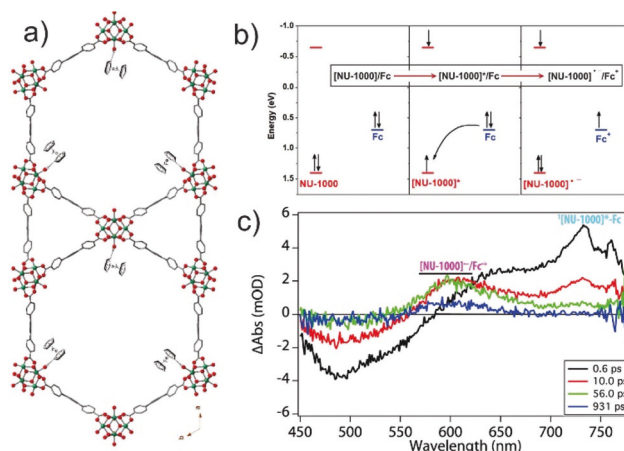 a)
b)
-1.0
-0.5
0.0
0.5
1.0
1.5
Energy (eV)
[NU-1000]/Fc [NU-1000]*/Fc [NU-1000]•⁻/Fc⁺
Fc
Fc
Fc⁺
NU-1000
[NU-1000]*
[NU-1000]•⁻
c)
ΔAbs (mOD)
6
4
2
0
-2
-4
-6
¹[NU-1000]*-Fc
[NU-1000]•⁻/Fc•⁺
0.6 ps
10.0 ps
56.0 ps
931 ps
450 500 550 600 650 700 750
Wavelength (nm)